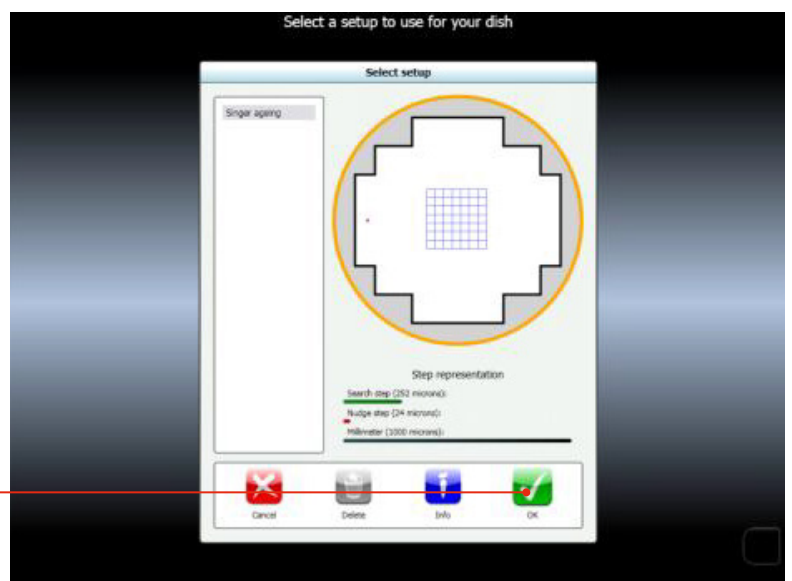 Select a setup to use for your dish
Select setup
Singer ageing
Step representation
Search step (252 microns):
Nudge step (24 microns):
Millimeter (1000 microns):
Cancel
Delete
Info
OK